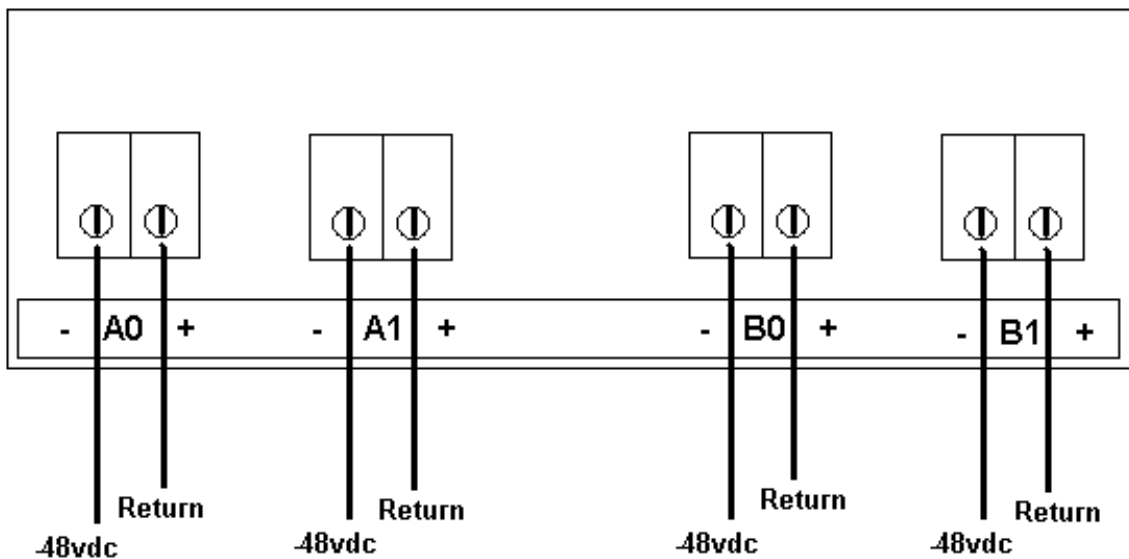 - A0 + - A1 + - B0 + - B1 +
Return Return Return Return
-48vdc -48vdc -48vdc -48vdc